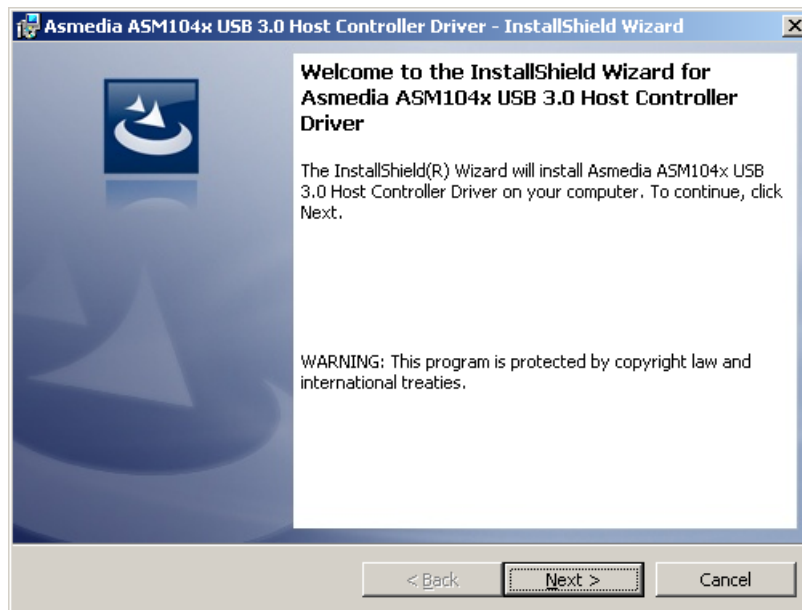 Asmedia ASM104x USB 3.0 Host Controller Driver - InstallShield Wizard
Welcome to the InstallShield Wizard for
Asmedia ASM104x USB 3.0 Host Controller
Driver
The InstallShield(R) Wizard will install Asmedia ASM104x USB
3.0 Host Controller Driver on your computer. To continue, click
Next.
WARNING: This program is protected by copyright law and
international treaties.
< Back
Next >
Cancel